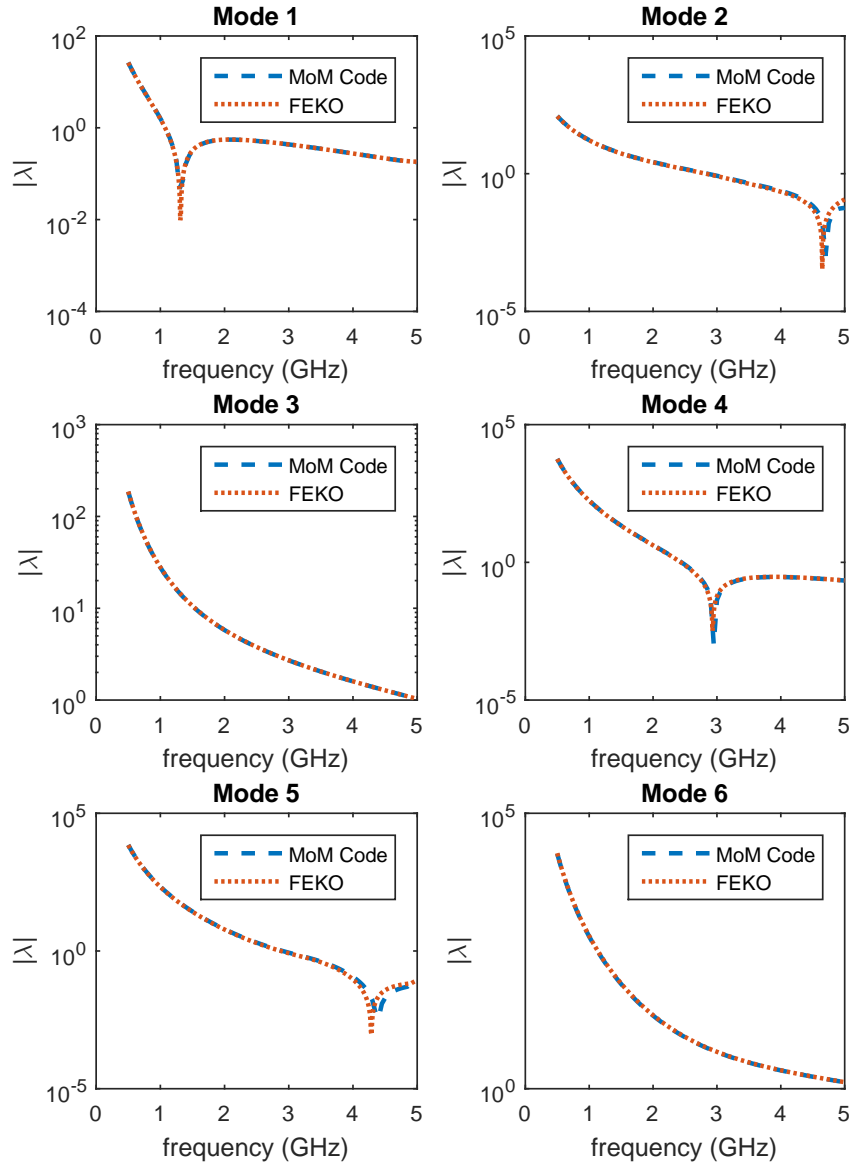 Mode 1
10^2
10^0
10^-2
10^-4
|λ|
MoM Code
FEKO
0 1 2 3 4 5
frequency (GHz)
Mode 2
10^5
10^0
10^-5
|λ|
MoM Code
FEKO
0 1 2 3 4 5
frequency (GHz)
Mode 3
10^3
10^2
10^1
10^0
|λ|
MoM Code
FEKO
0 1 2 3 4 5
frequency (GHz)
Mode 4
10^5
10^0
10^-5
|λ|
MoM Code
FEKO
0 1 2 3 4 5
frequency (GHz)
Mode 5
10^5
10^0
10^-5
|λ|
MoM Code
FEKO
0 1 2 3 4 5
frequency (GHz)
Mode 6
10^5
10^0
|λ|
MoM Code
FEKO
0 1 2 3 4 5
frequency (GHz)